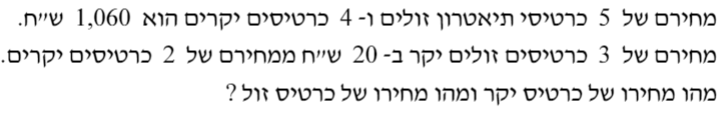 מחירם של 5 כרטיסי תיאטרון זולים ו- 4 כרטיסים יקרים הוא 1,060 ש"ח.
מחירם של 3 כרטיסים זולים יקר ב- 20 ש"ח ממחירם של 2 כרטיסים יקרים.
מהו מחירו של כרטיס יקר ומהו מחירו של כרטיס זול?